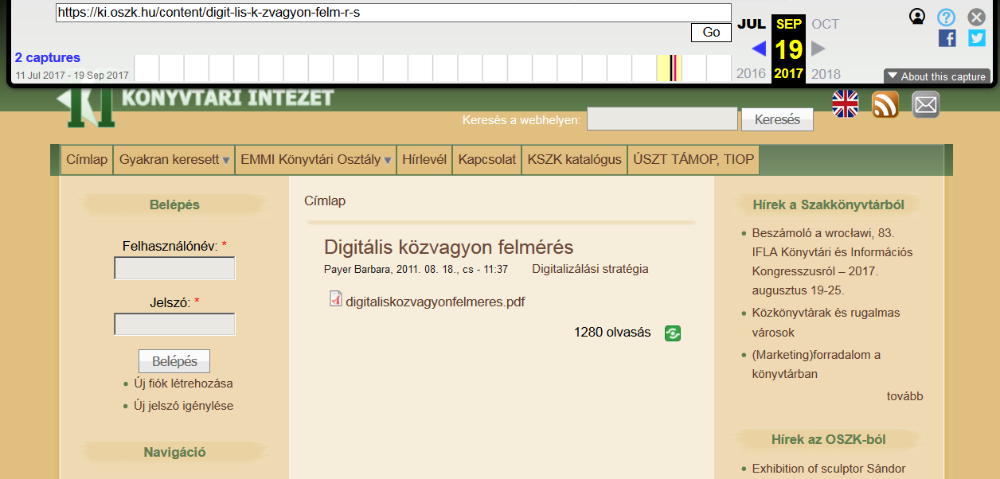 https://ki.oszk.hu/content/digit-lis-k-zvagyon-felm-r-s
Go
JUL SEP OCT
19
2016 2017 2018
2 captures
11 Jul 2017 - 19 Sep 2017
About this capture
KÖNYVTÁRI INTÉZET
Keresés a webhelyen:
Keresés
Címlap
Gyakran keresett
EMMI Könyvtári Osztály
Hírlevél
Kapcsolat
KSZK katalógus
ÚSZT TÁMOP, TIOP
Belépés
Felhasználónév: *
Jelszó: *
Belépés
Új fiók létrehozása
Új jelszó igénylése
Navigáció
Címlap
Digitális közvagyon felmérés
Payer Barbara, 2011. 08. 18., cs - 11:37 Digitalizálási stratégia
digitaliskozvagyonfelmeres.pdf
1280 olvasás
Hírek a Szakkönyvtárból
Beszámoló a wrocławi, 83.
IFLA Könyvtári és Információs
Kongresszusról – 2017.
augusztus 19-25.
Közkönyvtárak és rugalmas
városok
(Marketing)forradalom a
könyvtárban
tovább
Hírek az OSZK-ból
Exhibition of sculptor Sándor